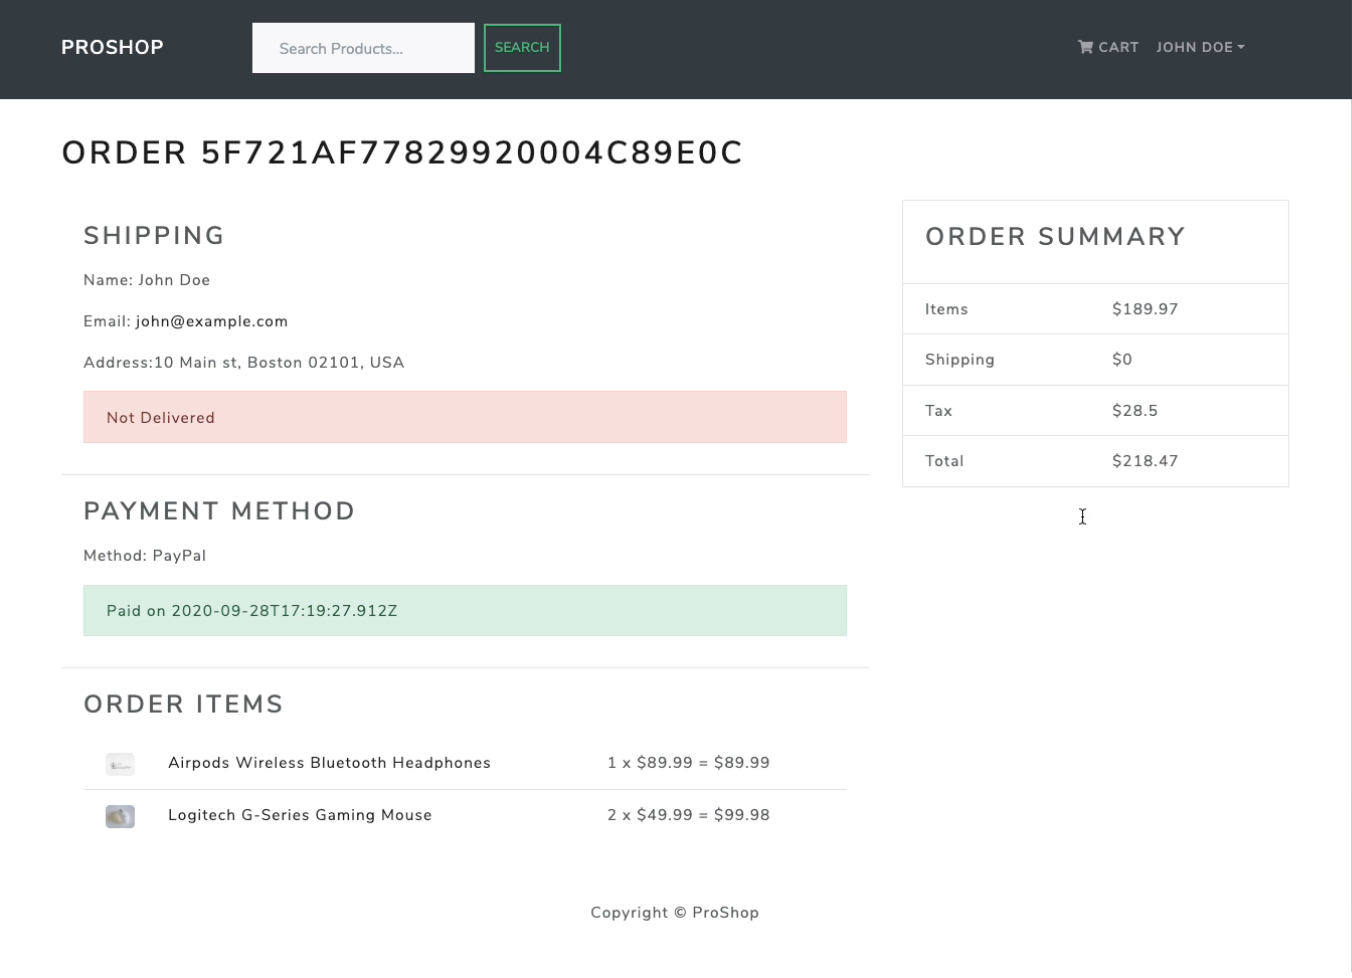 PROSHOP
Search Products...
SEARCH
CART
JOHN DOE
ORDER 5F721AF77829920004C89E0C
SHIPPING
Name: John Doe
Email: john@example.com
Address:10 Main st, Boston 02101, USA
Not Delivered
PAYMENT METHOD
Method: PayPal
Paid on 2020-09-28T17:19:27.912Z
ORDER ITEMS
Airpods Wireless Bluetooth Headphones 1 x $89.99 = $89.99
Logitech G-Series Gaming Mouse 2 x $49.99 = $99.98
ORDER SUMMARY
Items $189.97
Shipping $0
Tax $28.5
Total $218.47
Copyright © ProShop